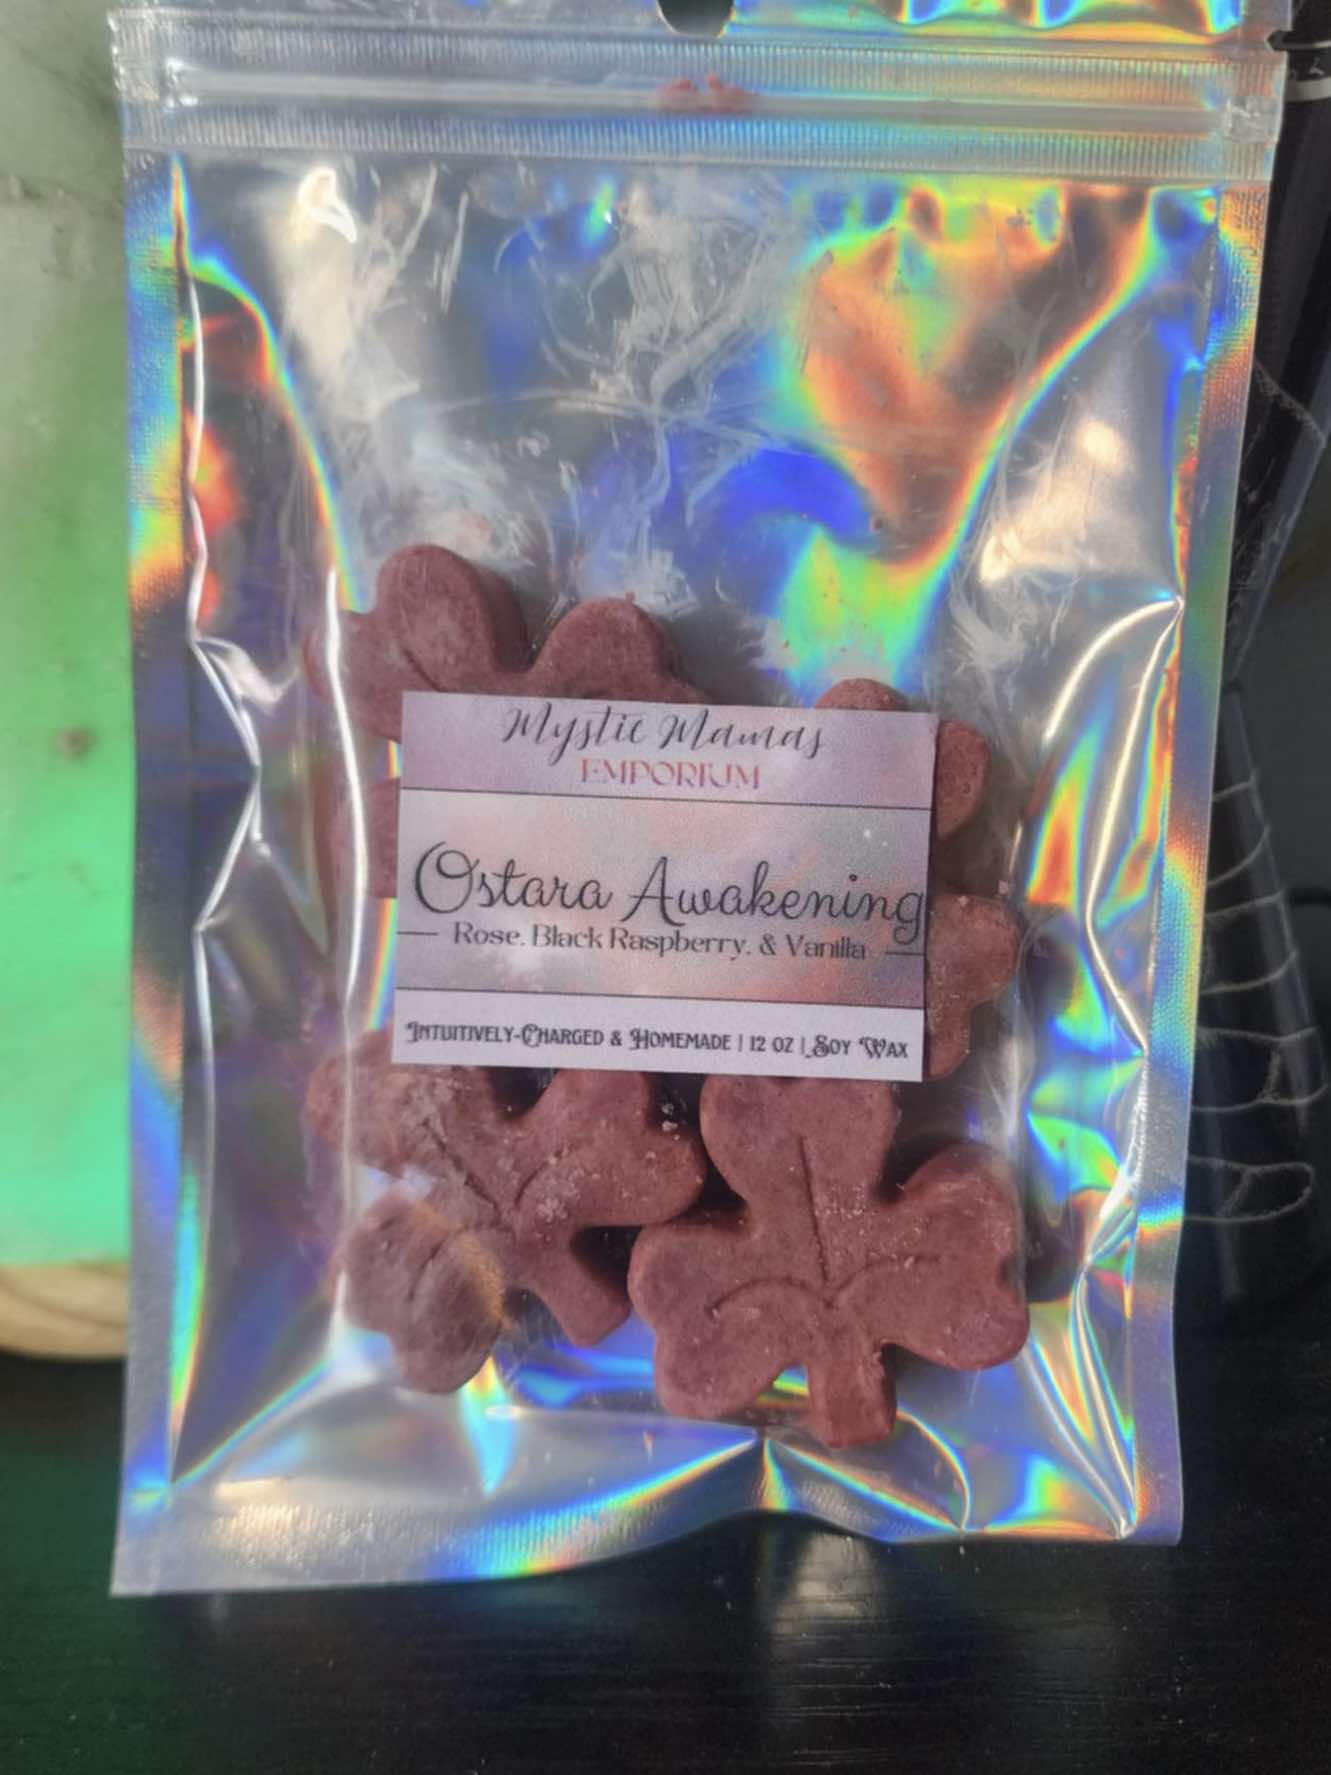 Mystic Mamas
EMPORIUM
Ostara Awakening
Rose, Black Raspberry, & Vanilla
Intuitively-Charged & Homemade | 12 oz | Soy Wax